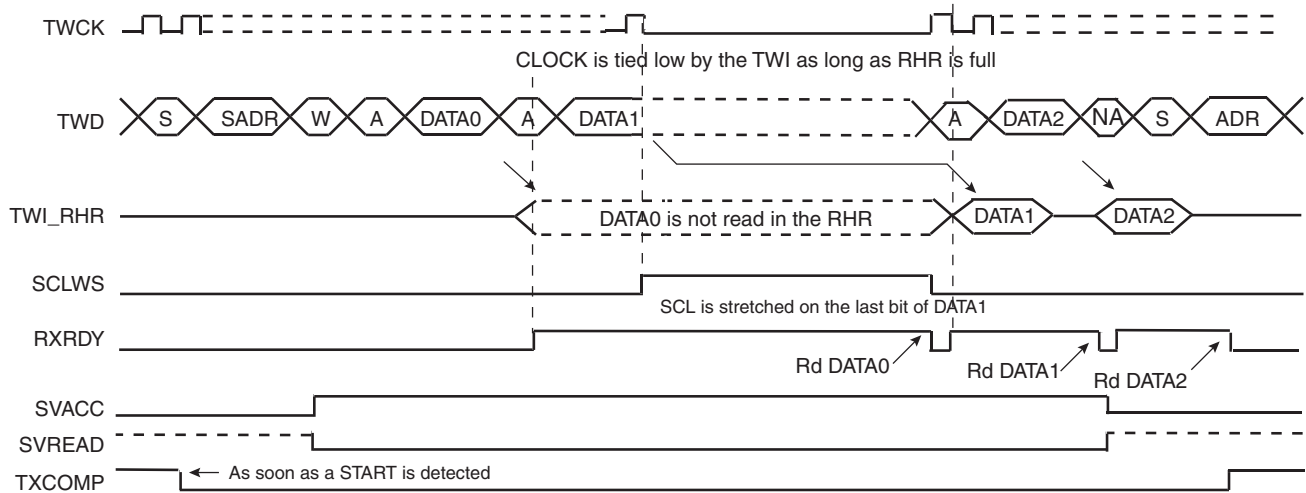 TWCK
CLOCK is tied low by the TWI as long as RHR is full
TWD
S SADR W A DATA0 A DATA1 A DATA2 NA S ADR
TWI_RHR
DATA0 is not read in the RHR DATA1 DATA2
SCLWS
SCL is stretched on the last bit of DATA1
RXRDY
Rd DATA0 Rd DATA1 Rd DATA2
SVACC
SVREAD
TXCOMP
As soon as a START is detected